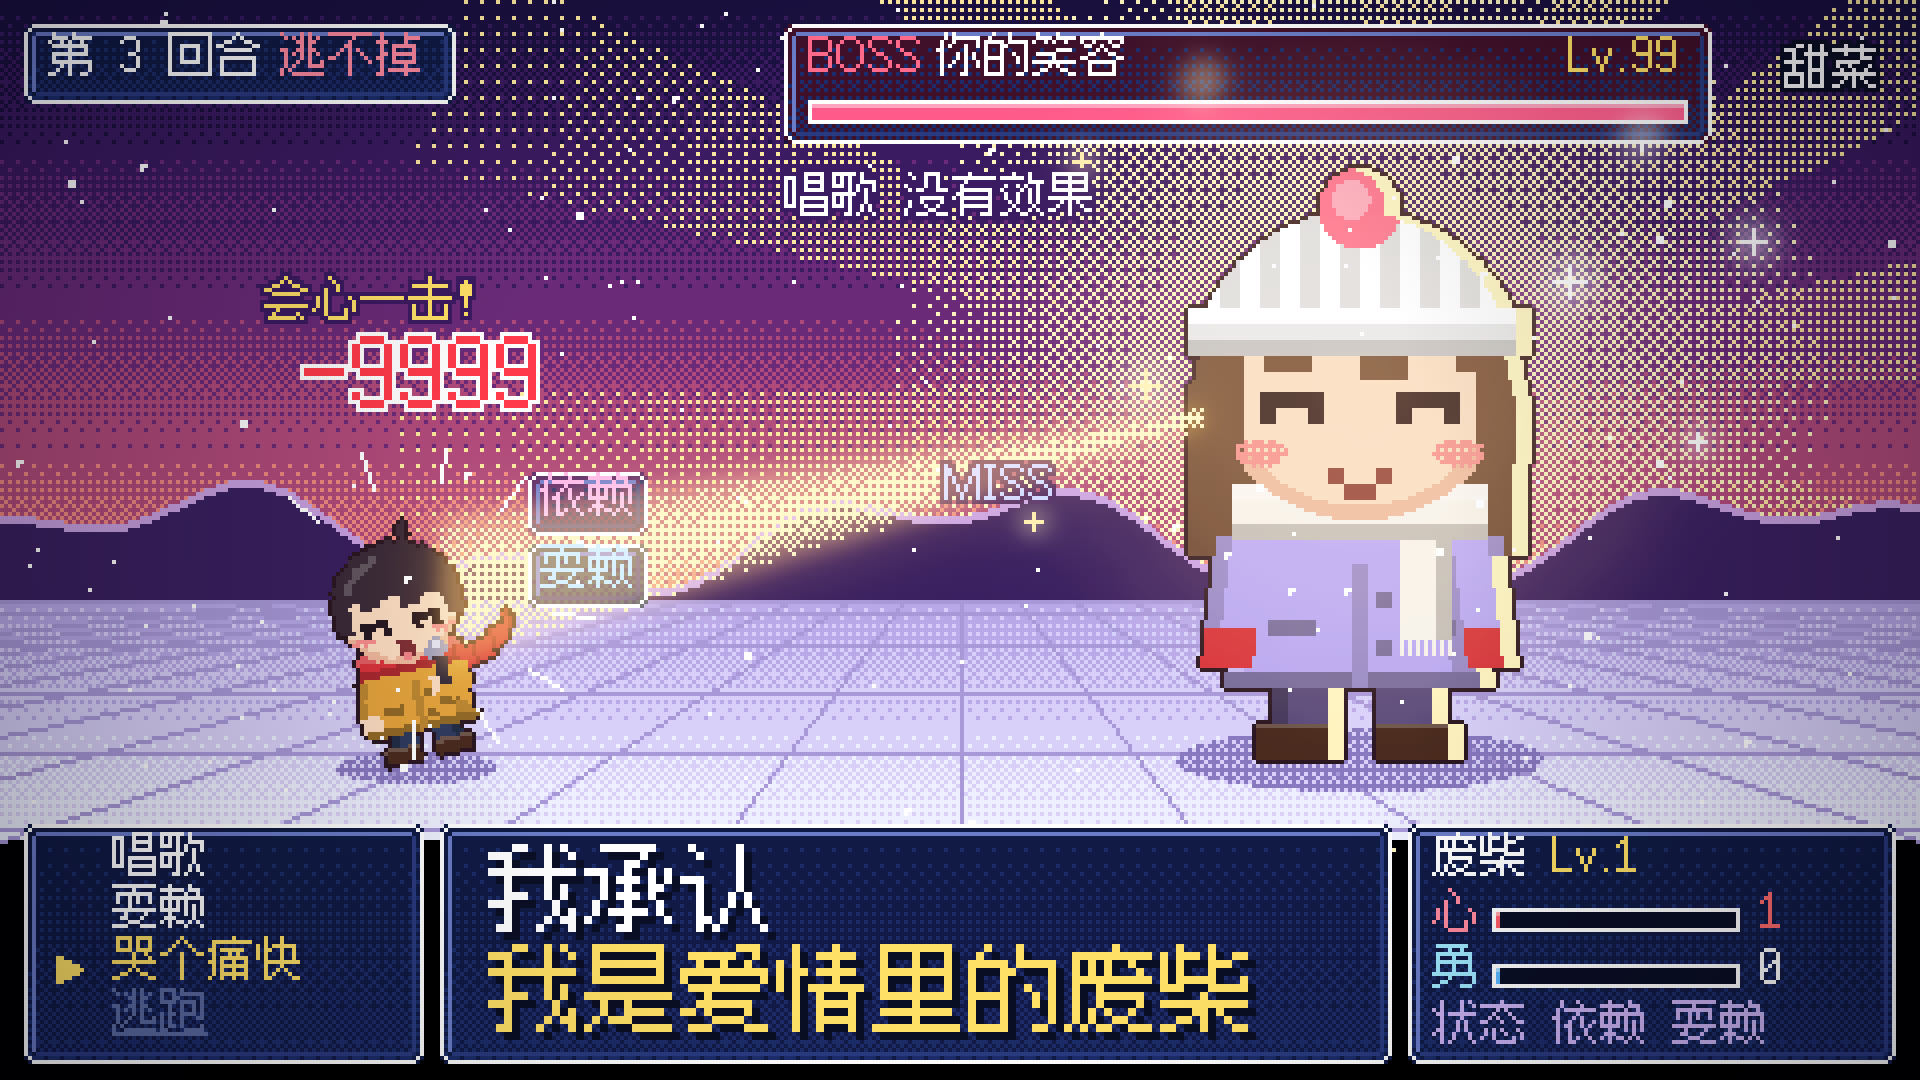 第 3 回合 逃不掉
BOSS 你的笑容 Lv.99
甜菜
唱歌 没有效果
会心一击!
-9999
依赖
耍赖
MISS
唱歌
耍赖
哭个痛快
逃跑
我承认
我是爱情里的废柴
废柴 Lv.1
心 1
勇 0
状态 依赖 耍赖